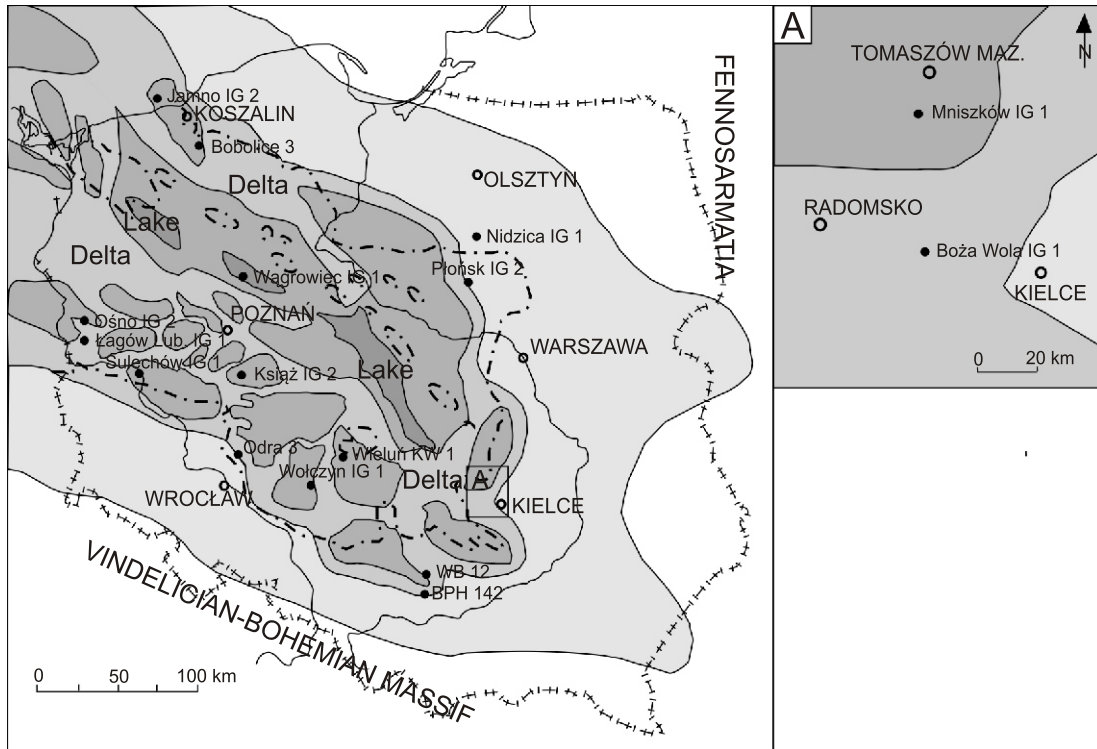 Jamno IG 2
KOSZALIN
Bobolice 3
Delta
OLSZTYN
Lake
Nidzica IG 1
Delta
Wągrowiec IG 1
Płońsk IG 2
Ośno IG 2
POZNAŃ
Łagów Lub. IG 1
WARSZAWA
Sulechów IG 1
Książ IG 2
Lake
Odra 3
Wieluń KW 1
Wołczyn IG 1
Delta
A
WROCŁAW
KIELCE
WB 12
BPH 142
FENNOSARMATIA
VINDELICIAN-BOHEMIAN MASSIF
0 50 100 km
A
N
TOMASZÓW MAZ.
Mniszków IG 1
RADOMSKO
Boża Wola IG 1
KIELCE
0 20 km